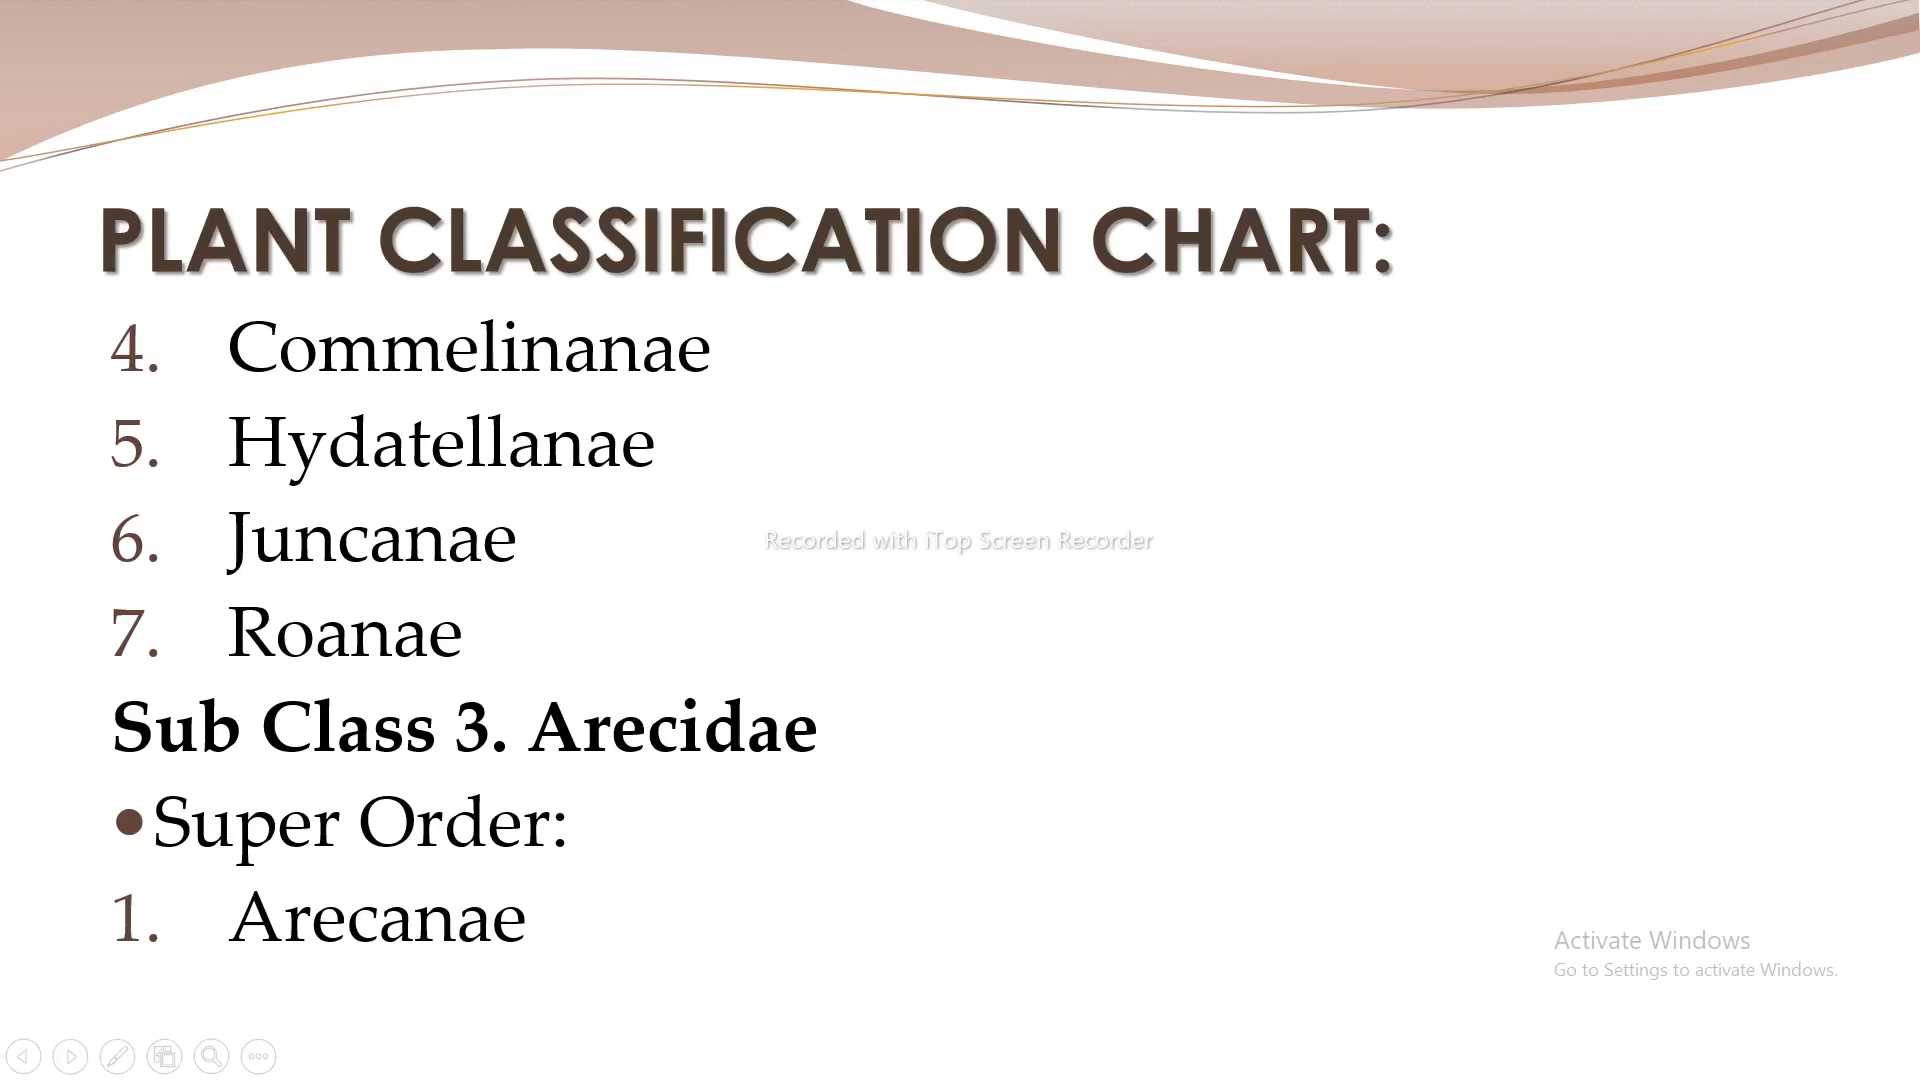 PLANT CLASSIFICATION CHART:
4. Commelinanae
5. Hydatellanae
6. Juncanae
Recorded with iTop Screen Recorder
7. Roanae
Sub Class 3. Arecidae
•Super Order:
1. Arecanae
Activate Windows
Go to Settings to activate Windows.